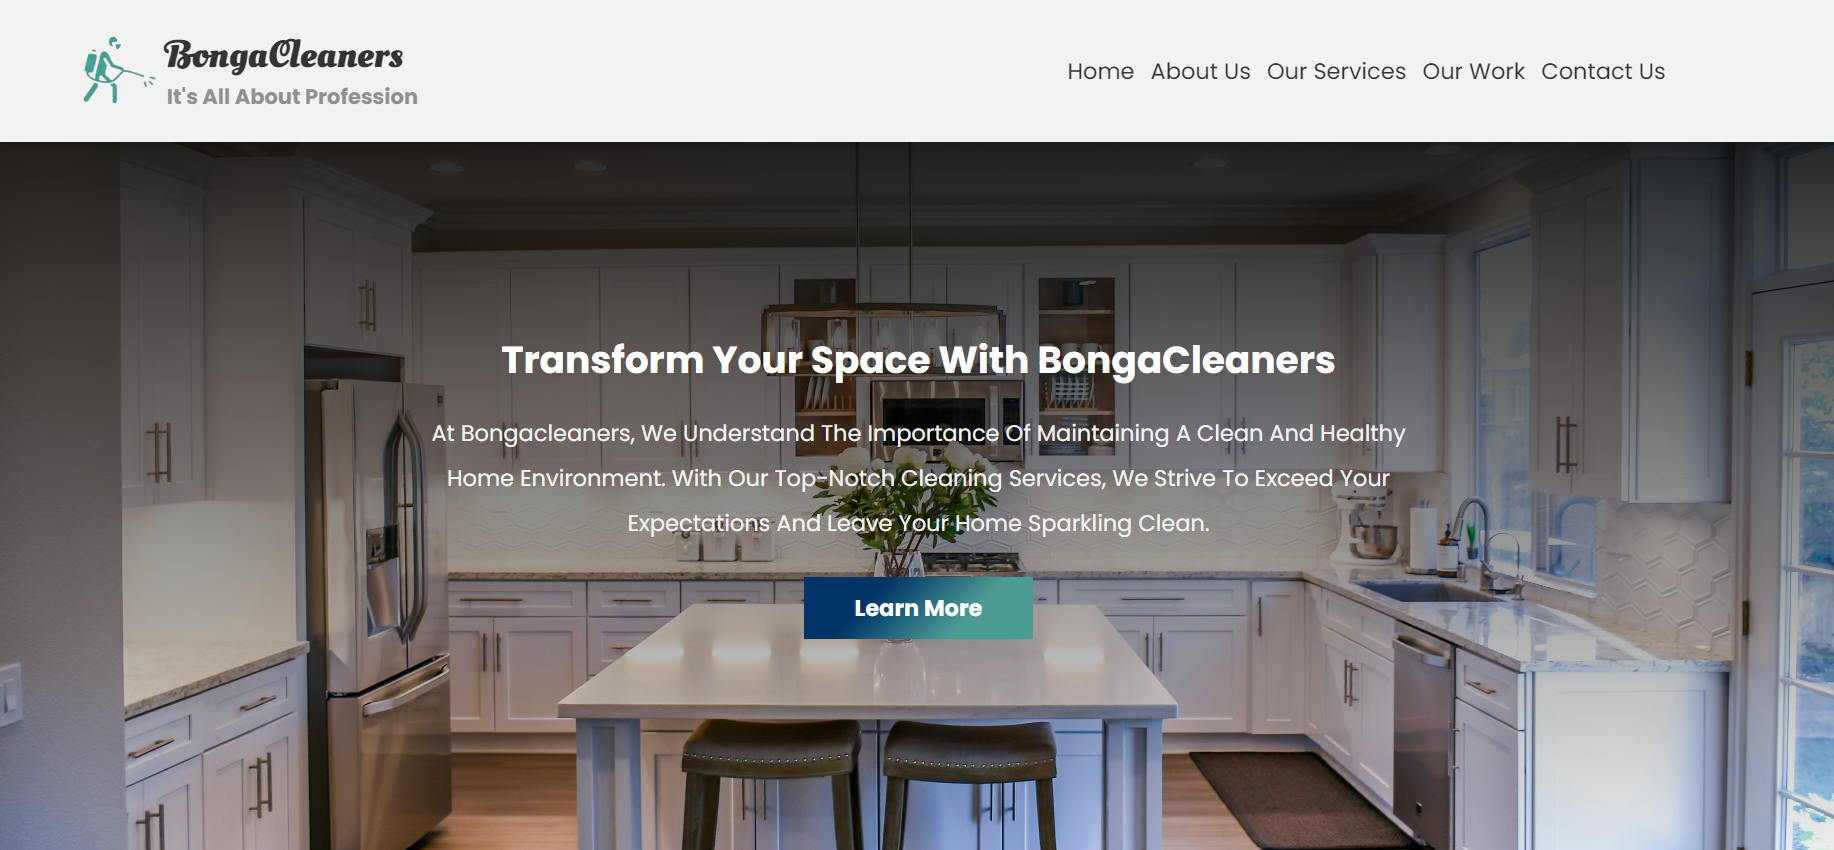 BongaCleaners
It's All About Profession
Home About Us Our Services Our Work Contact Us
Transform Your Space With BongaCleaners
At Bongacleaners, We Understand The Importance Of Maintaining A Clean And Healthy
Home Environment. With Our Top-Notch Cleaning Services, We Strive To Exceed Your
Expectations And Leave Your Home Sparkling Clean.
Learn More